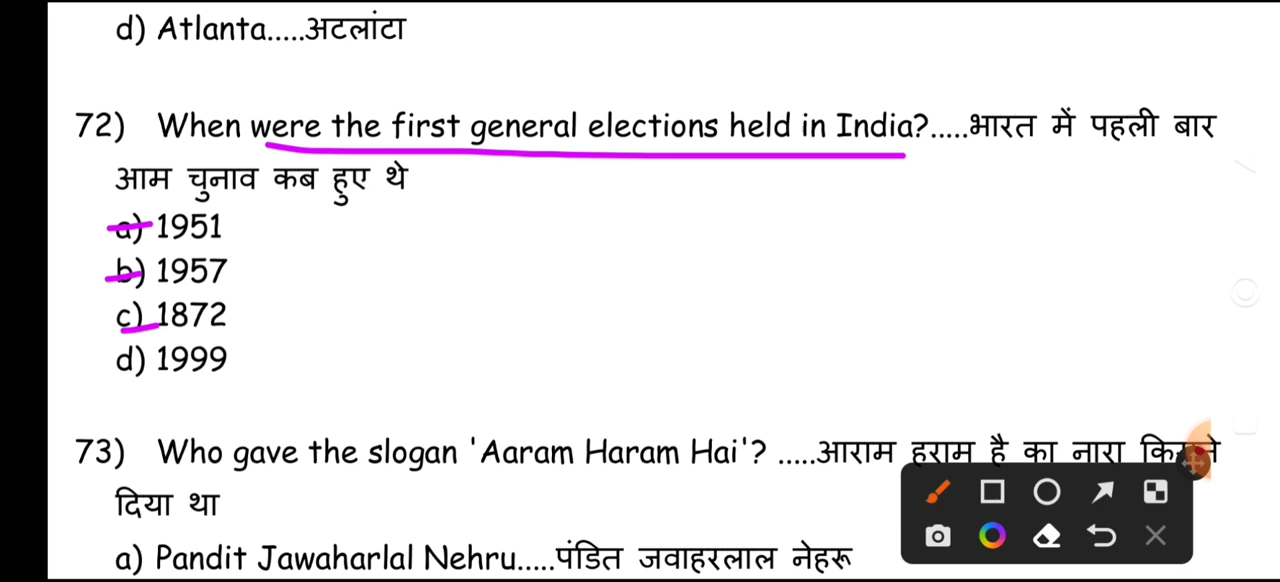 d) Atlanta.....अटलांटा
72) When were the first general elections held in India?.....भारत में पहली बार
आम चुनाव कब हुए थे
a) 1951
b) 1957
c) 1872
d) 1999
73) Who gave the slogan 'Aaram Haram Hai'? .....आराम हराम है का नारा
दिया था
a) Pandit Jawaharlal Nehru.....पंडित जवाहरलाल नेहरू